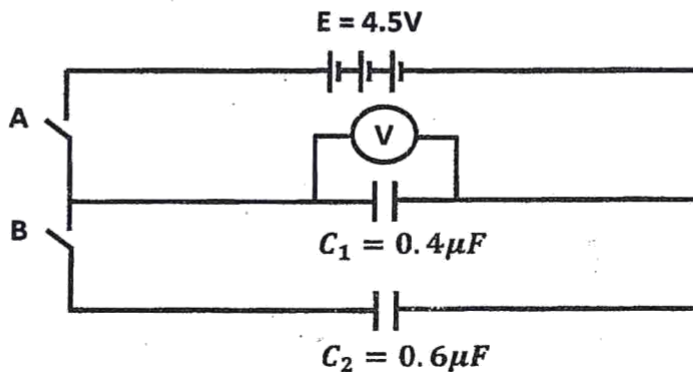 E = 4.5V
A
V
B
C₁ = 0.4μF
C₂ = 0.6μF